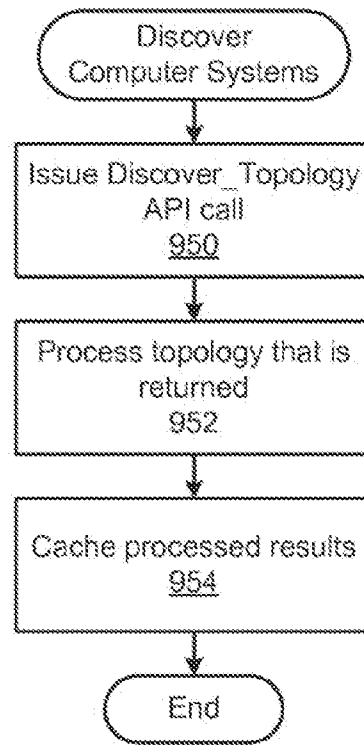 Discover
Computer Systems
Issue Discover_Topology
API call
950
Process topology that is
returned
952
Cache processed results
954
End